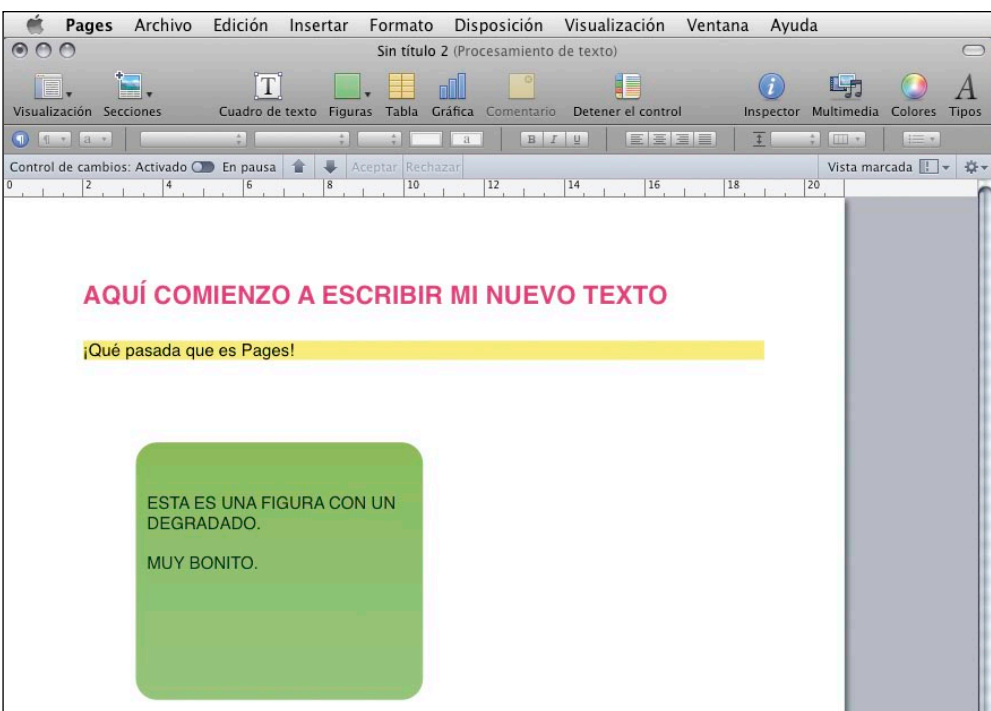 Pages Archivo Edición Insertar Formato Disposición Visualización Ventana Ayuda
Sin título 2 (Procesamiento de texto)
T
Visualización Secciones Cuadro de texto Figuras Tabla Gráfica Comentario Detener el control Inspector Multimedia Colores Tipos
¶ ¶ a a B I U
Control de cambios: Activado En pausa Aceptar Rechazar Vista marcada
0 2 4 6 8 10 12 14 16 18 20
AQUÍ COMIENZO A ESCRIBIR MI NUEVO TEXTO
¡Qué pasada que es Pages!
ESTA ES UNA FIGURA CON UN
DEGRADADO.
MUY BONITO.